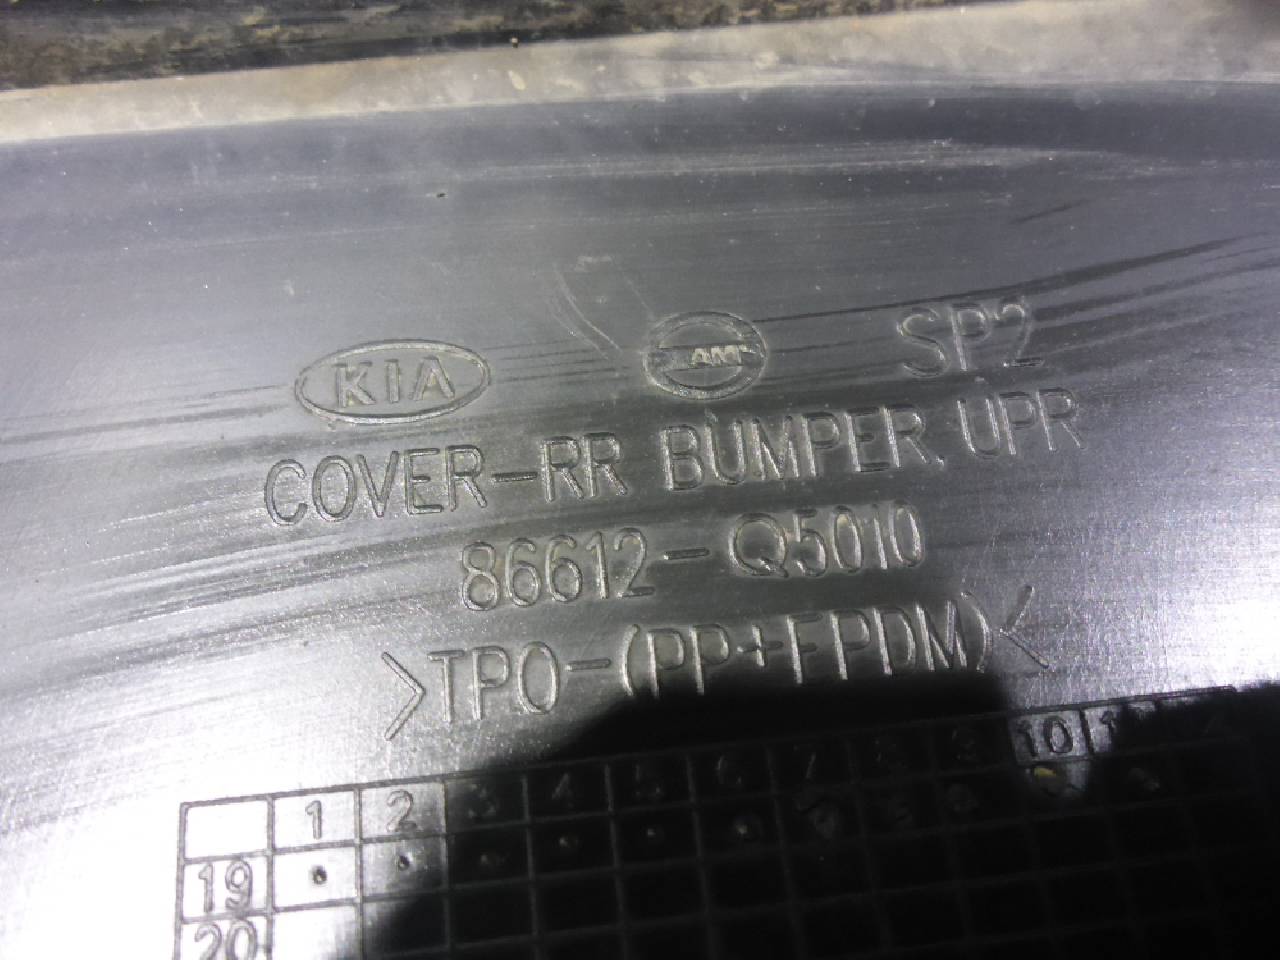 KIA AM SP2
COVER-RR BUMPER, UPR
86612-Q5010
>TPO-(PP+EPDM)<
1 2 3 4 5 6 7 8 9 10
19
20